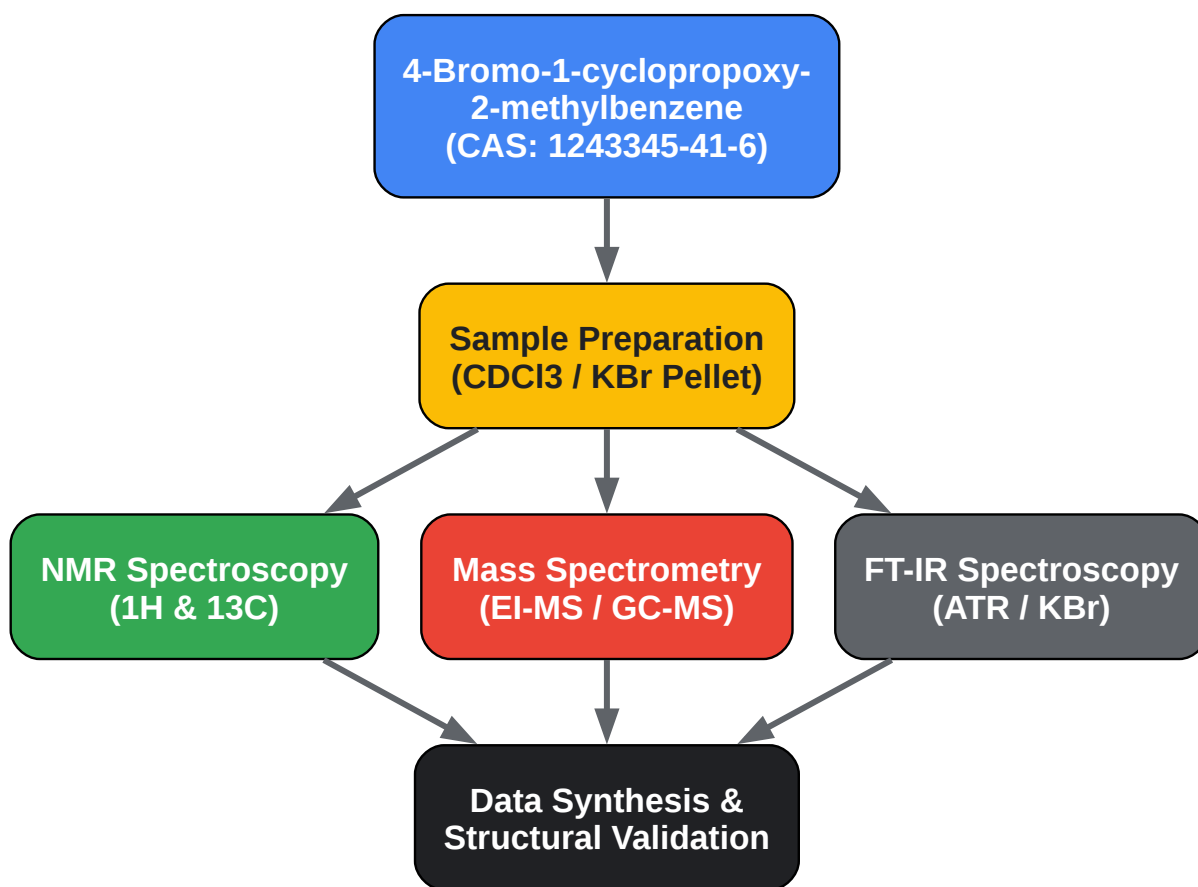 4-Bromo-1-cyclopropoxy-
2-methylbenzene
(CAS: 1243345-41-6)
Sample Preparation
(CDCl3 / KBr Pellet)
NMR Spectroscopy
(1H & 13C)
Mass Spectrometry
(EI-MS / GC-MS)
FT-IR Spectroscopy
(ATR / KBr)
Data Synthesis &
Structural Validation